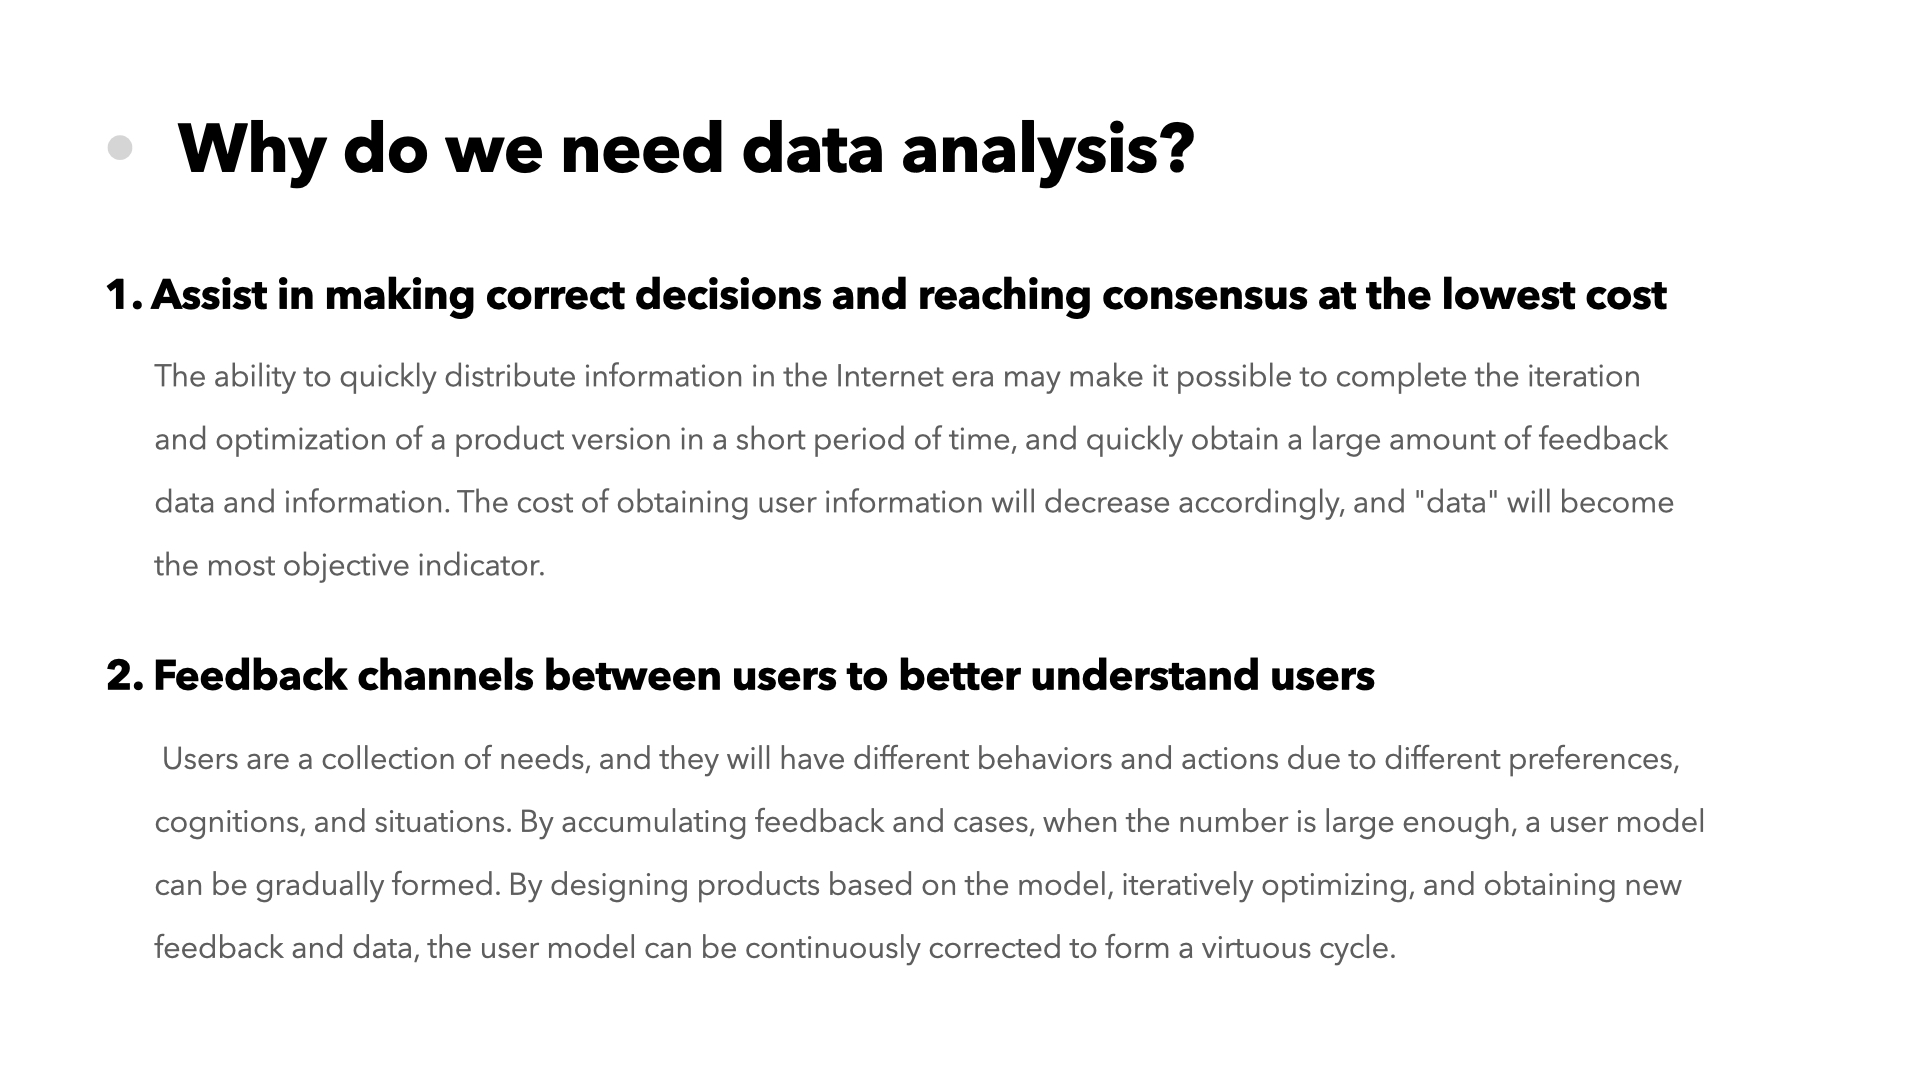 Why do we need data analysis?
1. Assist in making correct decisions and reaching consensus at the lowest cost
The ability to quickly distribute information in the Internet era may make it possible to complete the iteration
and optimization of a product version in a short period of time, and quickly obtain a large amount of feedback
data and information. The cost of obtaining user information will decrease accordingly, and "data" will become
the most objective indicator.
2. Feedback channels between users to better understand users
Users are a collection of needs, and they will have different behaviors and actions due to different preferences,
cognitions, and situations. By accumulating feedback and cases, when the number is large enough, a user model
can be gradually formed. By designing products based on the model, iteratively optimizing, and obtaining new
feedback and data, the user model can be continuously corrected to form a virtuous cycle.